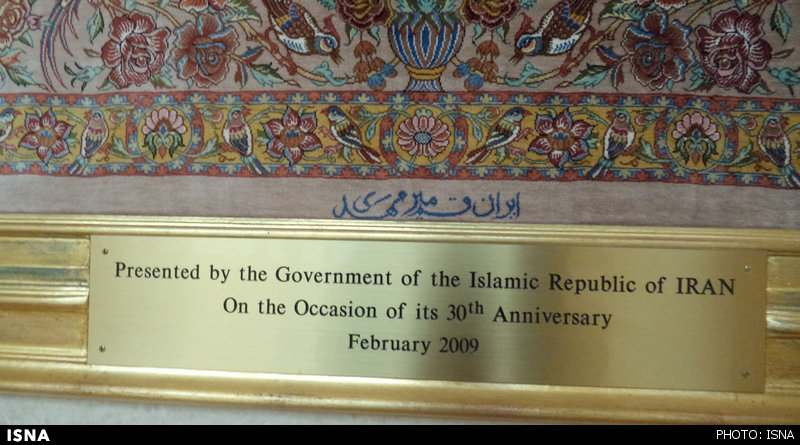 ایران قم میرمهدی
Presented by the Government of the Islamic Republic of IRAN
On the Occasion of its 30th Anniversary
February 2009
ISNA PHOTO: ISNA